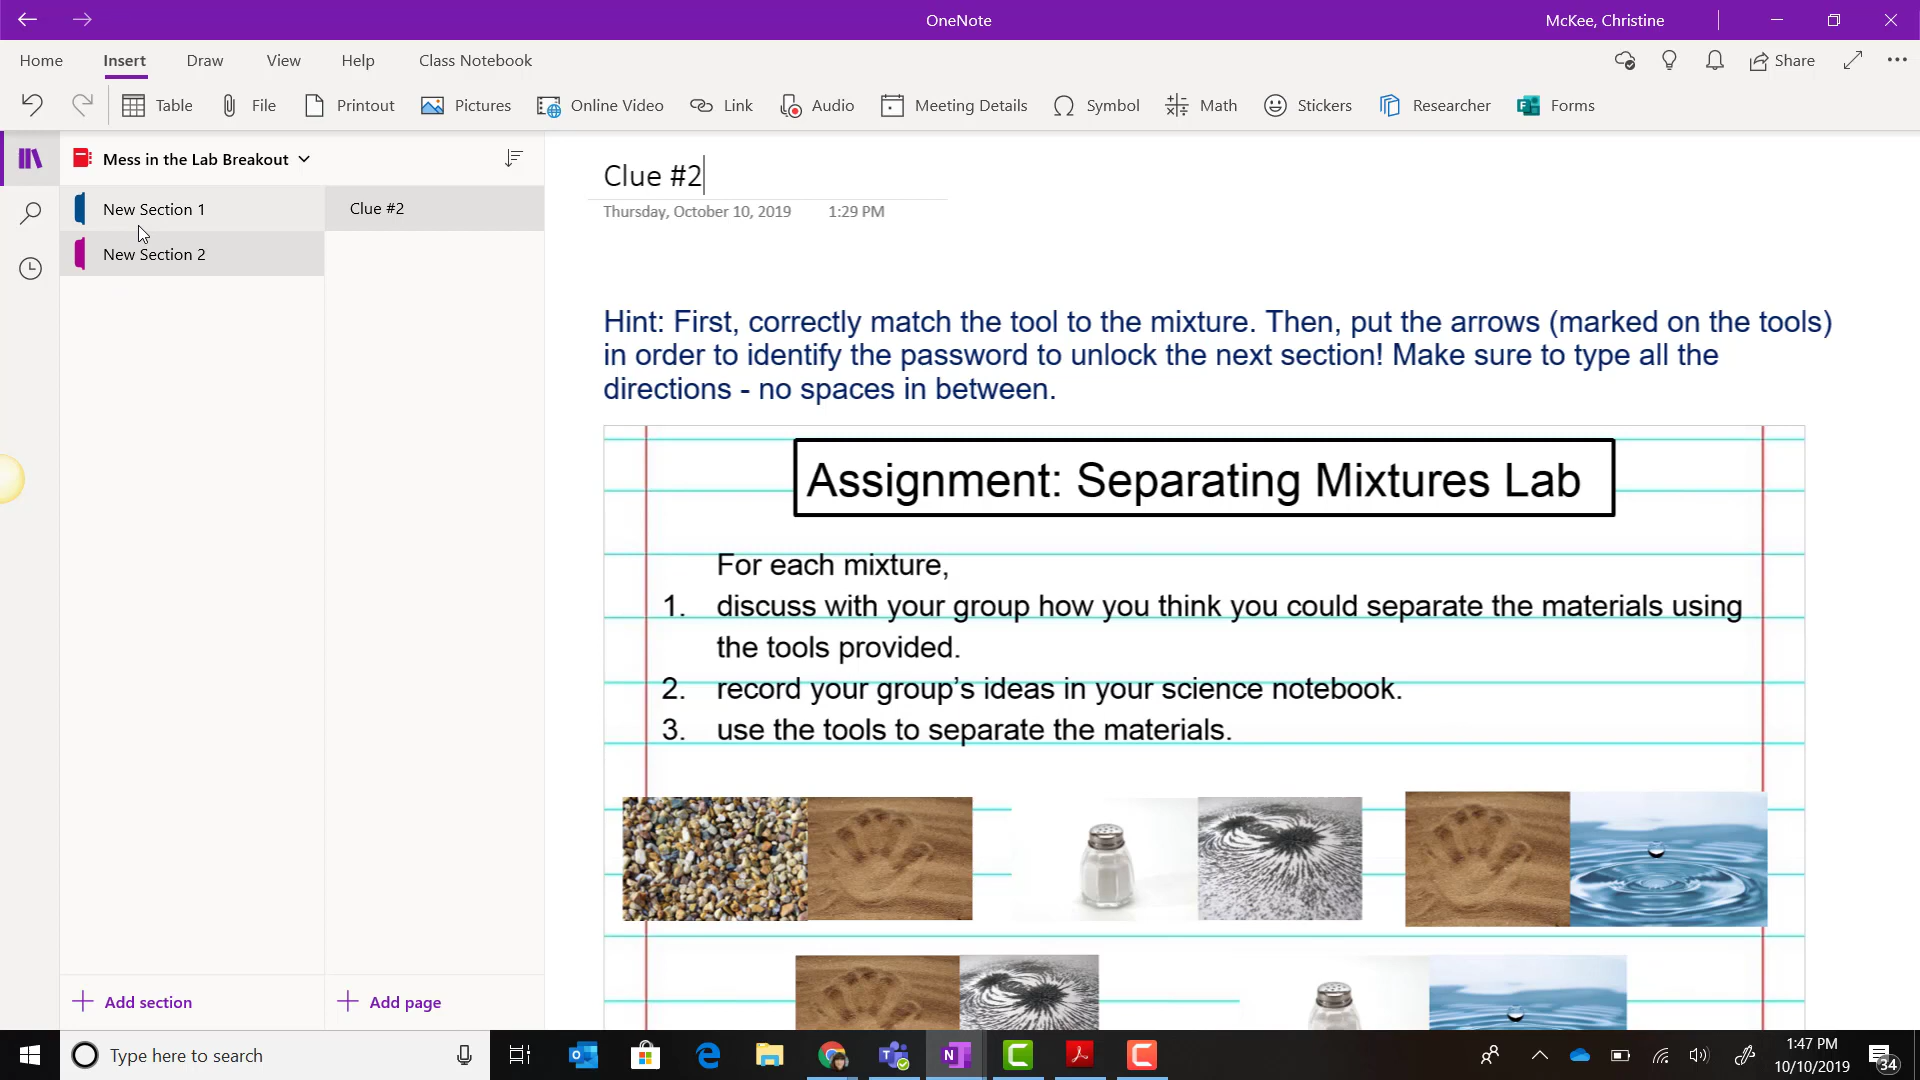 OneNote
McKee, Christine
Home
Insert
Draw
View
Help
Class Notebook
Share
Table
File
Printout
Pictures
Online Video
Link
Audio
Meeting Details
Symbol
Math
Stickers
Researcher
Forms
Mess in the Lab Breakout
New Section 1
New Section 2
Clue #2
Clue #2
Thursday, October 10, 2019 1:29 PM
Hint: First, correctly match the tool to the mixture. Then, put the arrows (marked on the tools)
in order to identify the password to unlock the next section! Make sure to type all the
directions - no spaces in between.
Assignment: Separating Mixtures Lab
For each mixture,
1. discuss with your group how you think you could separate the materials using
the tools provided.
2. record your group's ideas in your science notebook.
3. use the tools to separate the materials.
Add section
Add page
Type here to search
1:47 PM
10/10/2019
34